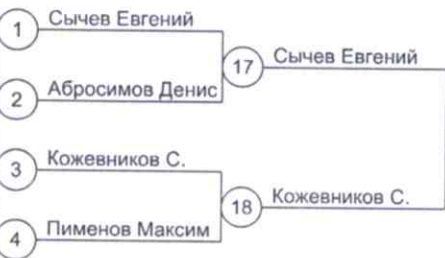 1 Сычев Евгений
17 Сычев Евгений
2 Абросимов Денис
3 Кожевников С.
18 Кожевников С.
4 Пименов Максим